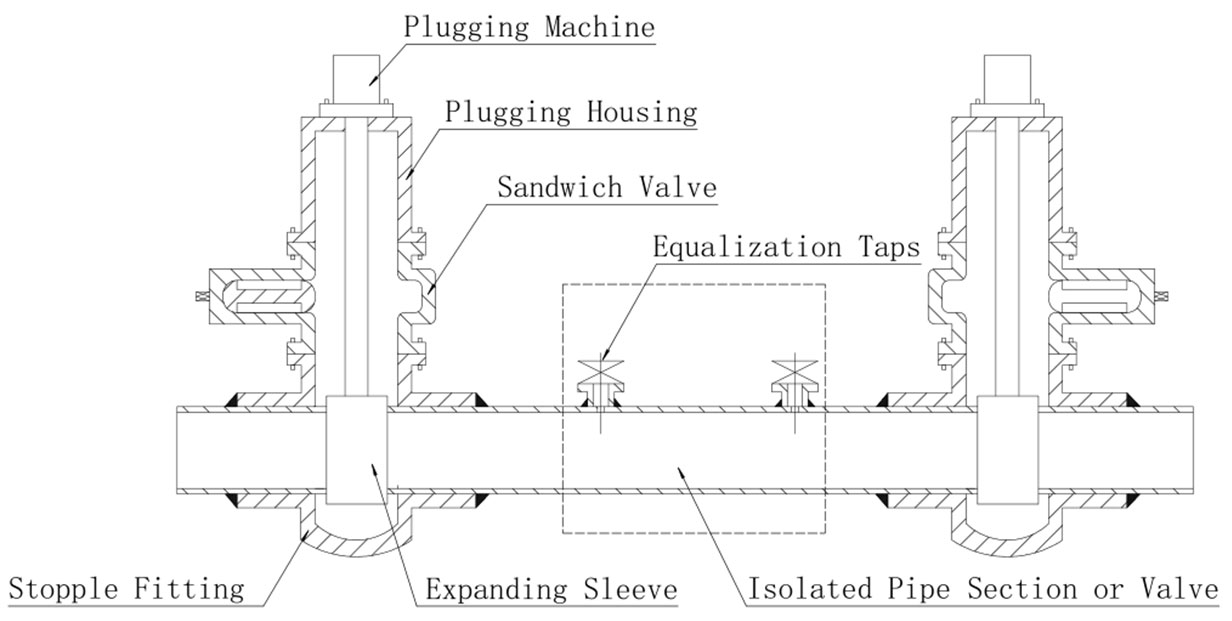 Plugging Machine
Plugging Housing
Sandwich Valve
Equalization Taps
Stopple Fitting
Expanding Sleeve
Isolated Pipe Section or Valve